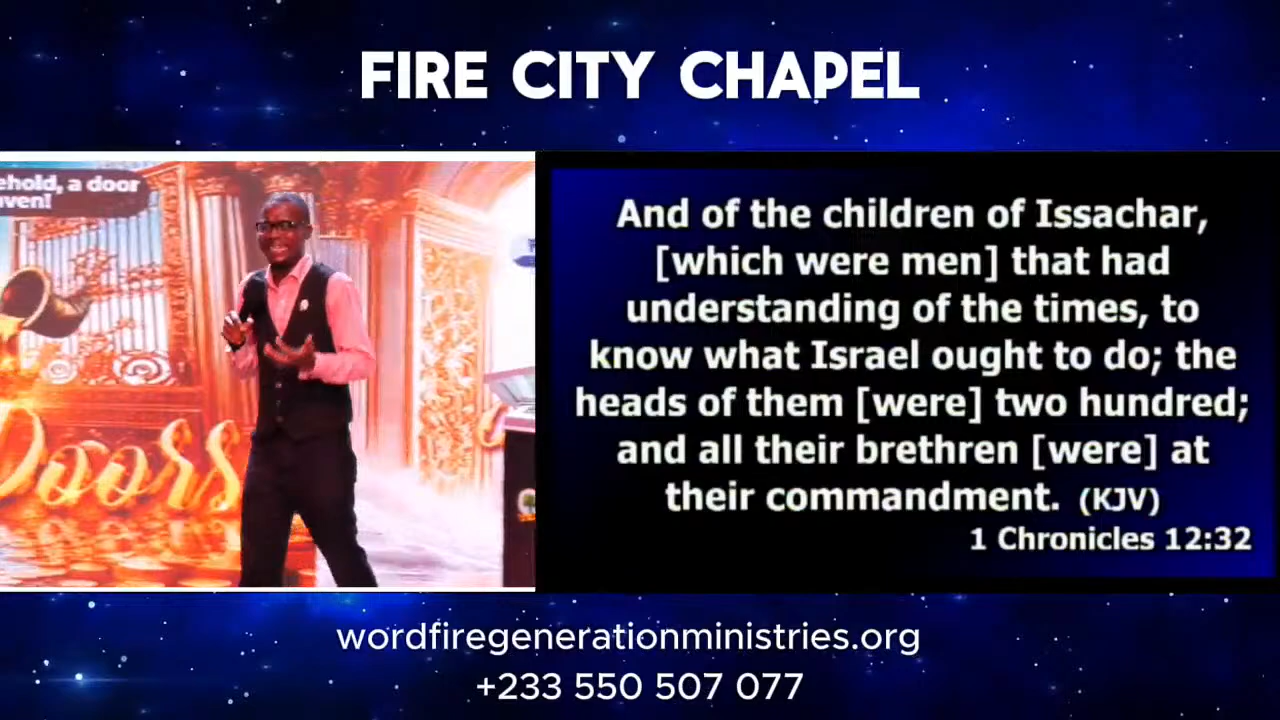 FIRE CITY CHAPEL
ehold, a door
aven!
Doors
And of the children of Issachar,
[which were men] that had
understanding of the times, to
know what Israel ought to do; the
heads of them [were] two hundred;
and all their brethren [were] at
their commandment. (KJV)
1 Chronicles 12:32
wordfiregenerationministries.org
+233 550 507 077